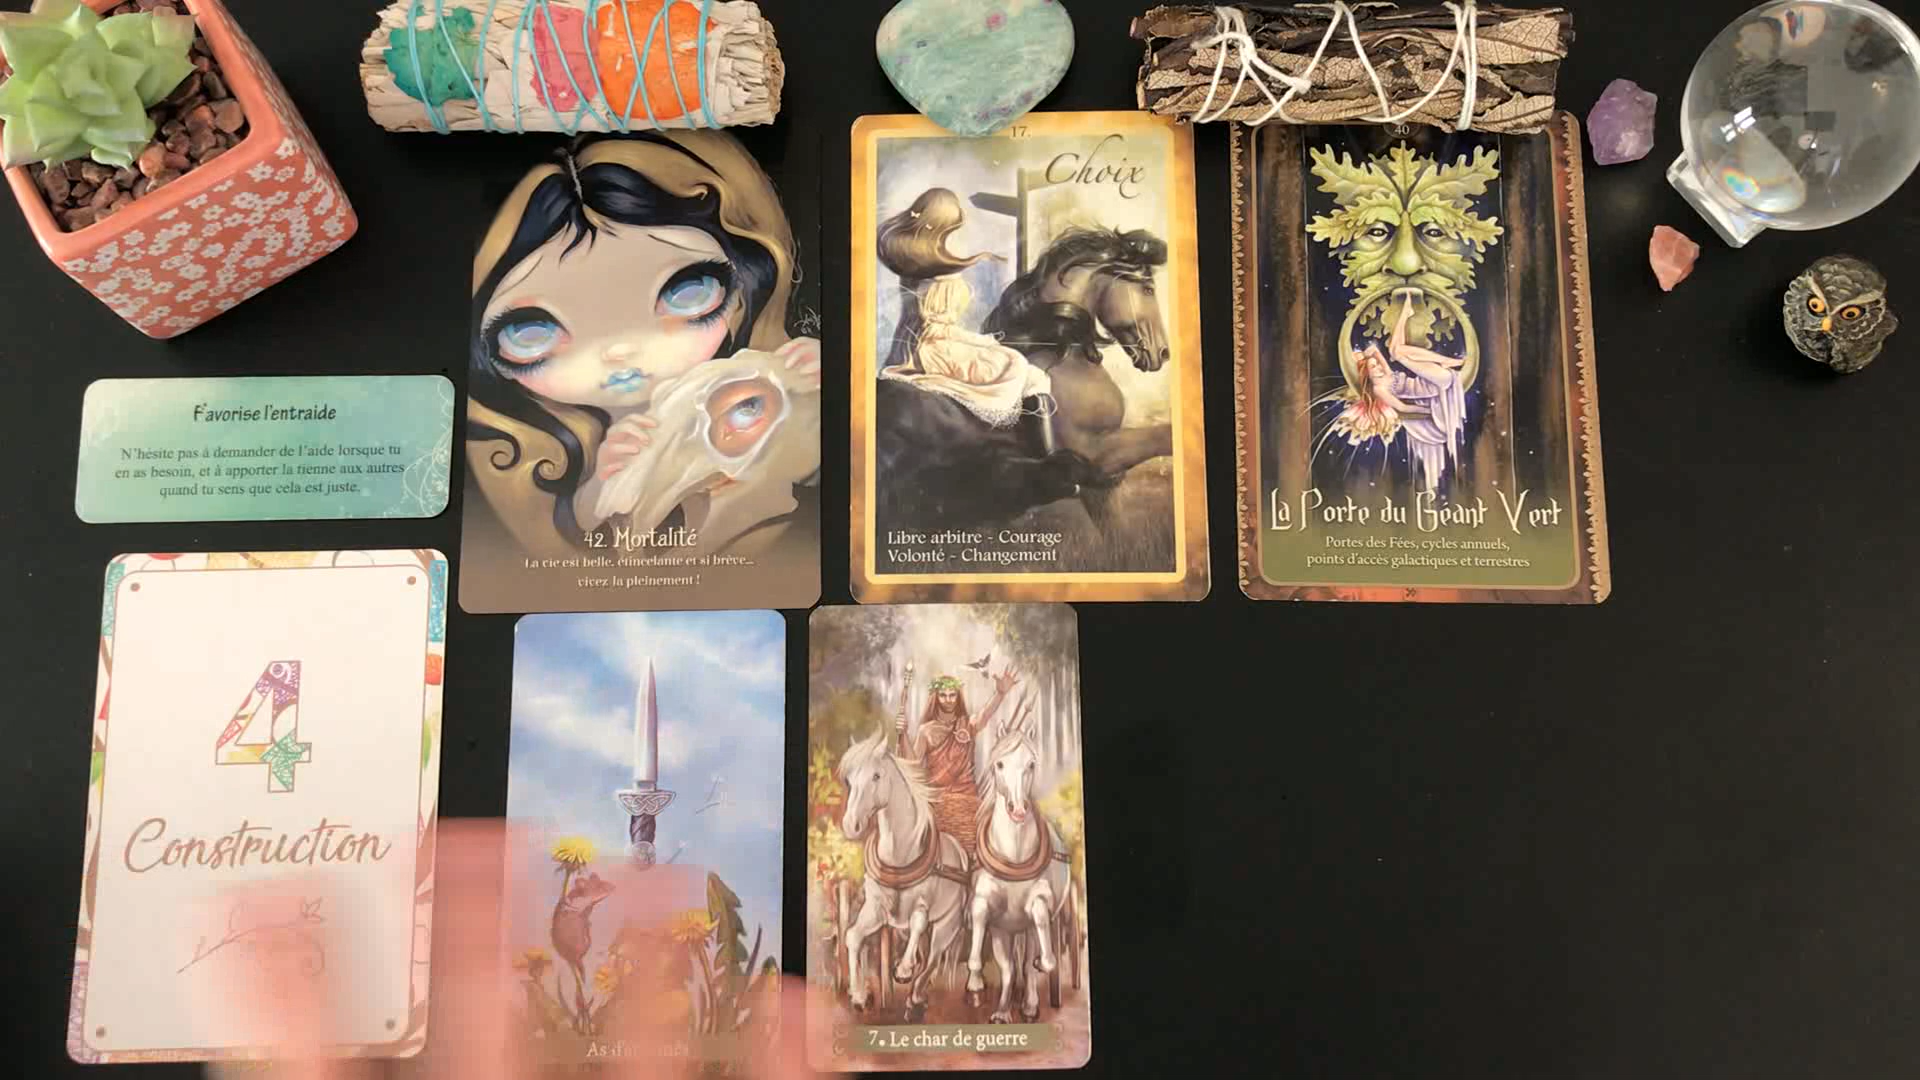 17.
Choix
Libre arbitre - Courage
Volonté - Changement
40
La Porte du Géant Vert
Portes des Fées, cycles annuels,
points d'accès galactiques et terrestres
42. Mortalité
La vie est belle, étincelante et si brève...
vivez la pleinement !
Favorise l'entraide
N'hésite pas à demander de l'aide lorsque tu
en as besoin, et à apporter la tienne aux autres
quand tu sens que cela est juste.
4
Construction
As
7. Le char de guerre